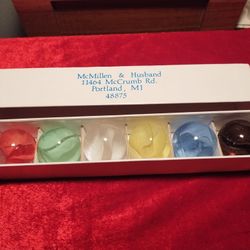 McMillen & Husband
11464 McCrumb Rd.
Portland, MI
48875